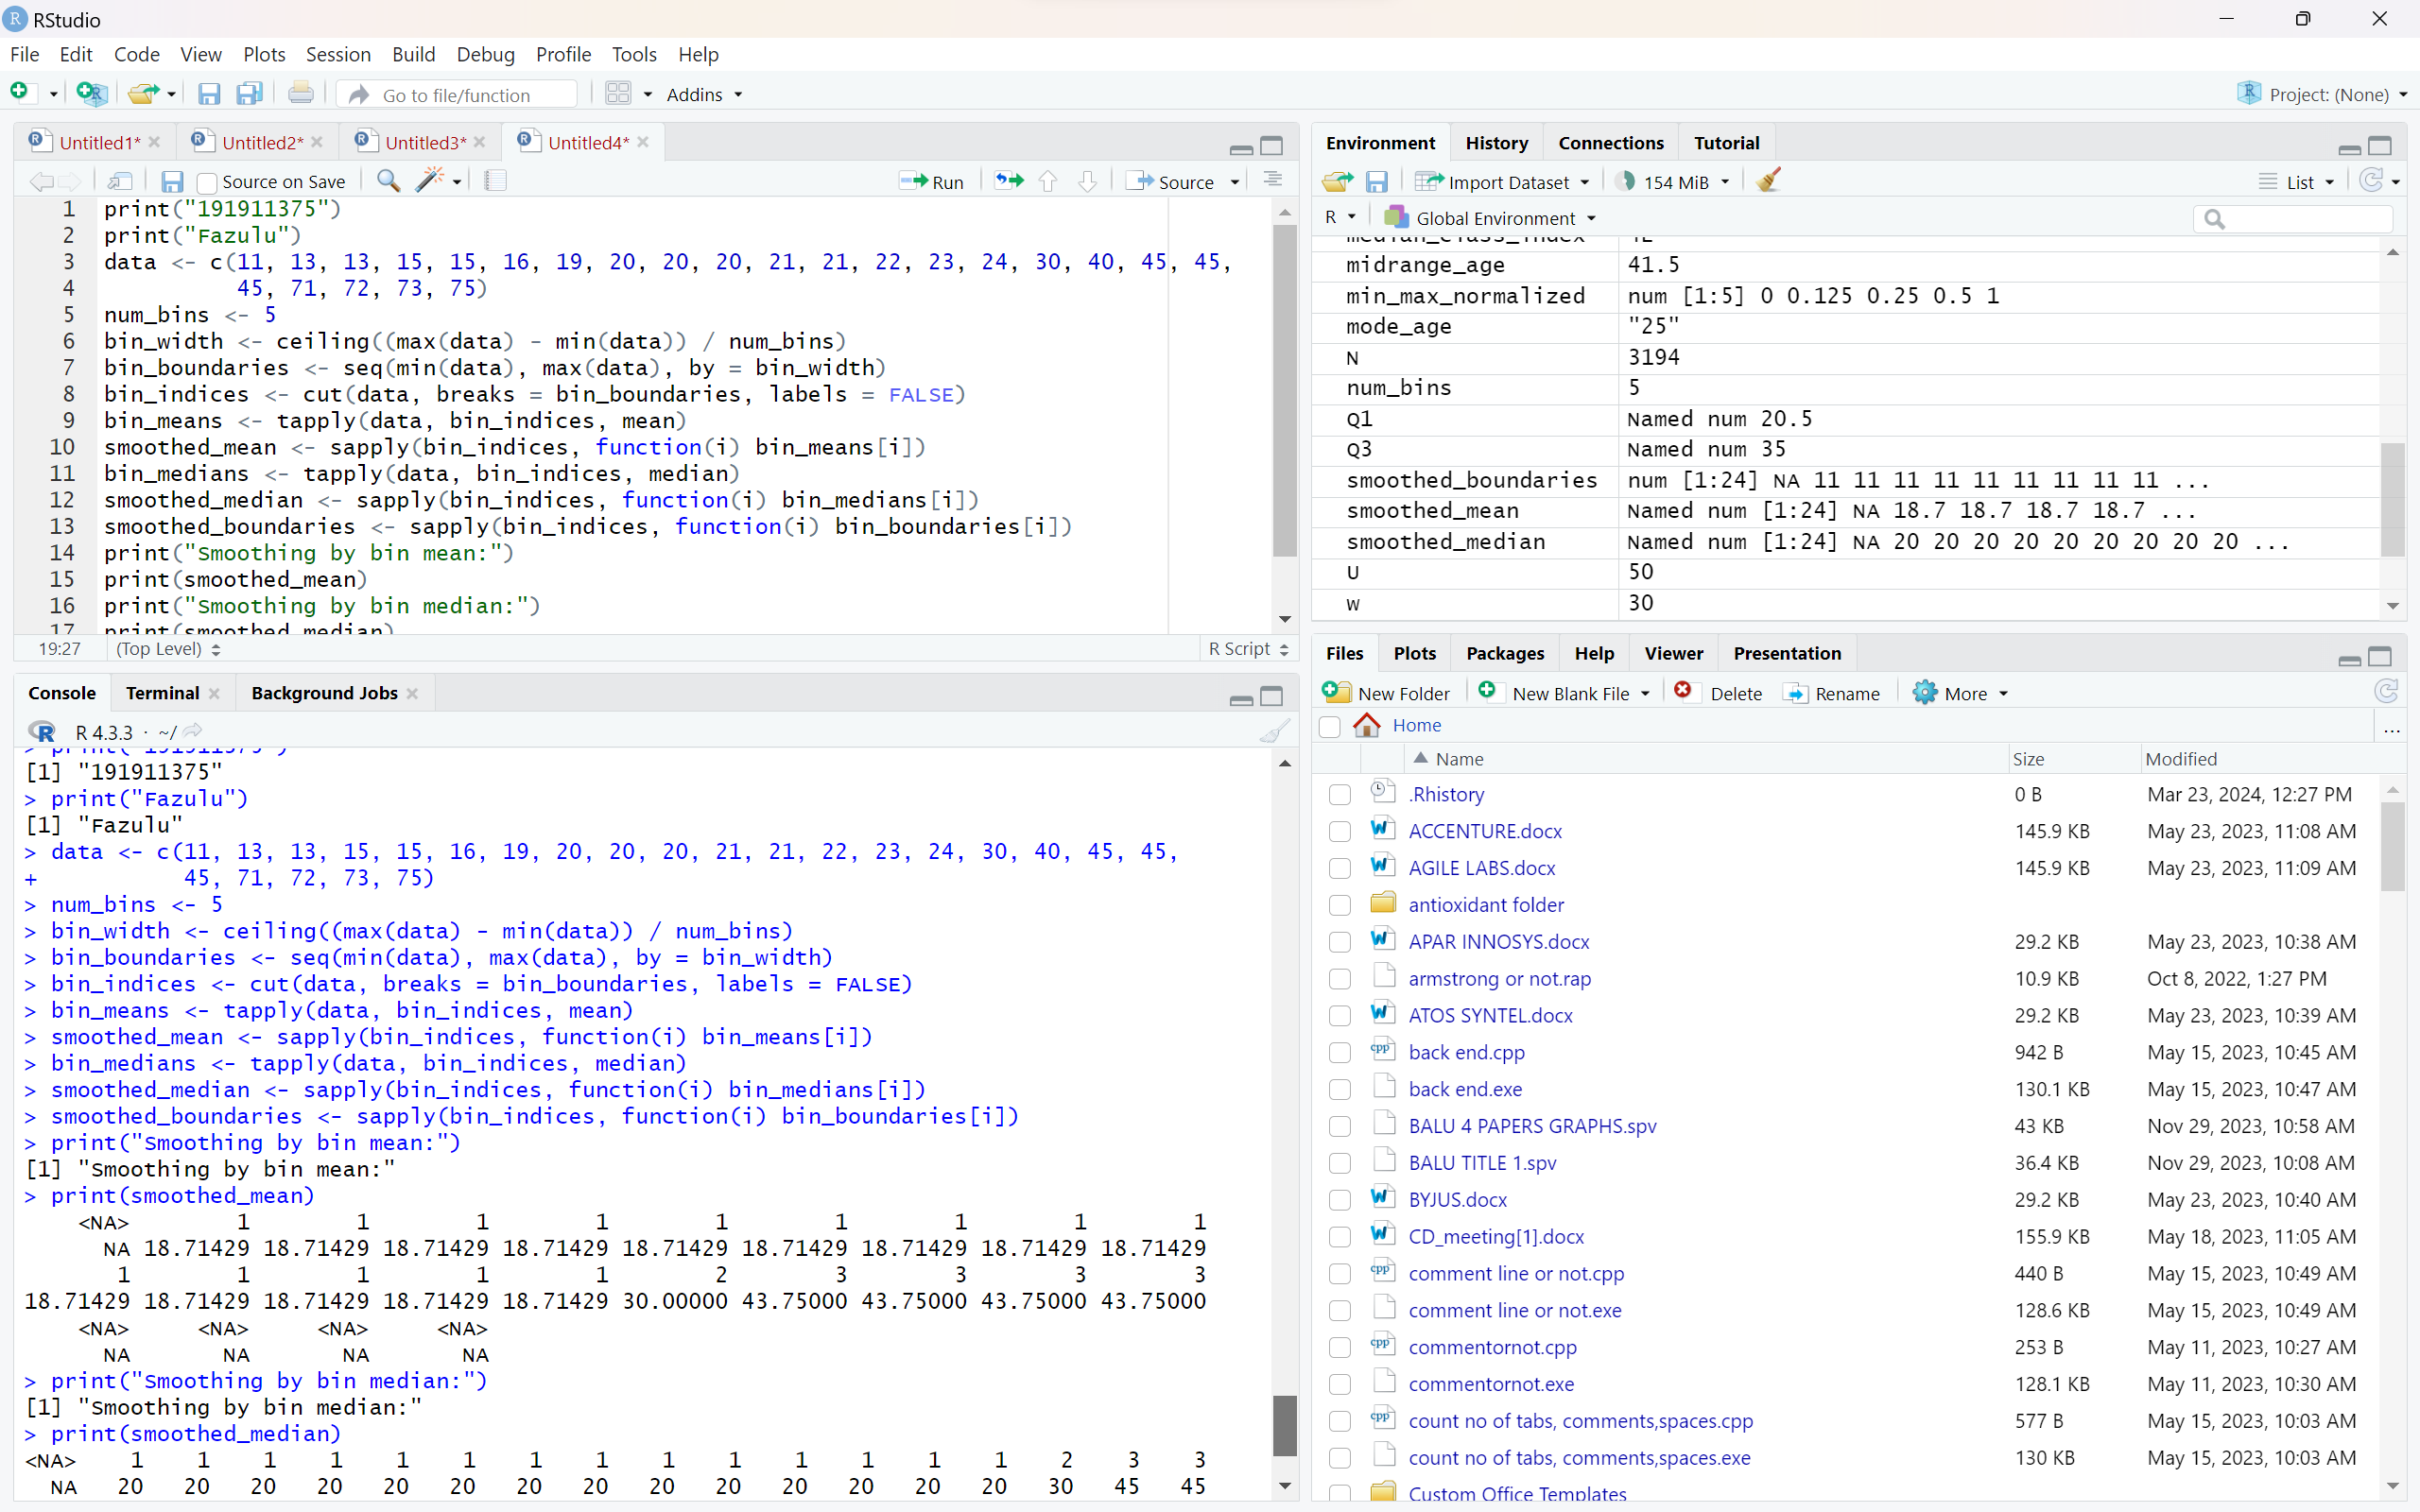 RStudio
File Edit Code View Plots Session Build Debug Profile Tools Help
Go to file/function Addins Project: (None)
Untitled1* Untitled2* Untitled3* Untitled4*
Source on Save Run Source
1 print("191911375")
2 print("Fazulu")
3 data <- c(11, 13, 13, 15, 15, 16, 19, 20, 20, 20, 21, 21, 22, 23, 24, 30, 40, 45, 45,
4 45, 71, 72, 73, 75)
5 num_bins <- 5
6 bin_width <- ceiling((max(data) - min(data)) / num_bins)
7 bin_boundaries <- seq(min(data), max(data), by = bin_width)
8 bin_indices <- cut(data, breaks = bin_boundaries, labels = FALSE)
9 bin_means <- tapply(data, bin_indices, mean)
10 smoothed_mean <- sapply(bin_indices, function(i) bin_means[i])
11 bin_medians <- tapply(data, bin_indices, median)
12 smoothed_median <- sapply(bin_indices, function(i) bin_medians[i])
13 smoothed_boundaries <- sapply(bin_indices, function(i) bin_boundaries[i])
14 print("Smoothing by bin mean:")
15 print(smoothed_mean)
16 print("Smoothing by bin median:")
17 print(smoothed_median)
19:27 (Top Level) R Script
Console Terminal Background Jobs
R 4.3.3 · ~/
> print("191911375")
[1] "191911375"
> print("Fazulu")
[1] "Fazulu"
> data <- c(11, 13, 13, 15, 15, 16, 19, 20, 20, 20, 21, 21, 22, 23, 24, 30, 40, 45, 45,
+ 45, 71, 72, 73, 75)
> num_bins <- 5
> bin_width <- ceiling((max(data) - min(data)) / num_bins)
> bin_boundaries <- seq(min(data), max(data), by = bin_width)
> bin_indices <- cut(data, breaks = bin_boundaries, labels = FALSE)
> bin_means <- tapply(data, bin_indices, mean)
> smoothed_mean <- sapply(bin_indices, function(i) bin_means[i])
> bin_medians <- tapply(data, bin_indices, median)
> smoothed_median <- sapply(bin_indices, function(i) bin_medians[i])
> smoothed_boundaries <- sapply(bin_indices, function(i) bin_boundaries[i])
> print("Smoothing by bin mean:")
[1] "Smoothing by bin mean:"
> print(smoothed_mean)
<NA> 1 1 1 1 1 1 1 1 1
NA 18.71429 18.71429 18.71429 18.71429 18.71429 18.71429 18.71429 18.71429 18.71429
1 1 1 1 1 2 3 3 3 3
18.71429 18.71429 18.71429 18.71429 18.71429 30.00000 43.75000 43.75000 43.75000 43.75000
<NA> <NA> <NA> <NA>
NA NA NA NA
> print("Smoothing by bin median:")
[1] "Smoothing by bin median:"
> print(smoothed_median)
<NA> 1 1 1 1 1 1 1 1 1 1 1 1 1 1 2 3 3
NA 20 20 20 20 20 20 20 20 20 20 20 20 20 20 30 45 45
Environment History Connections Tutorial
Import Dataset 154 MiB List
R Global Environment
median_class_index 42
midrange_age 41.5
min_max_normalized num [1:5] 0 0.125 0.25 0.5 1
mode_age "25"
N 3194
num_bins 5
Q1 Named num 20.5
Q3 Named num 35
smoothed_boundaries num [1:24] NA 11 11 11 11 11 11 11 11 11 ...
smoothed_mean Named num [1:24] NA 18.7 18.7 18.7 18.7 ...
smoothed_median Named num [1:24] NA 20 20 20 20 20 20 20 20 20 ...
U 50
w 30
Files Plots Packages Help Viewer Presentation
New Folder New Blank File Delete Rename More
Home ...
Name Size Modified
.Rhistory 0 B Mar 23, 2024, 12:27 PM
ACCENTURE.docx 145.9 KB May 23, 2023, 11:08 AM
AGILE LABS.docx 145.9 KB May 23, 2023, 11:09 AM
antioxidant folder
APAR INNOSYS.docx 29.2 KB May 23, 2023, 10:38 AM
armstrong or not.rap 10.9 KB Oct 8, 2022, 1:27 PM
ATOS SYNTEL.docx 29.2 KB May 23, 2023, 10:39 AM
back end.cpp 942 B May 15, 2023, 10:45 AM
back end.exe 130.1 KB May 15, 2023, 10:47 AM
BALU 4 PAPERS GRAPHS.spv 43 KB Nov 29, 2023, 10:58 AM
BALU TITLE 1.spv 36.4 KB Nov 29, 2023, 10:08 AM
BYJUS.docx 29.2 KB May 23, 2023, 10:40 AM
CD_meeting[1].docx 155.9 KB May 18, 2023, 11:05 AM
comment line or not.cpp 440 B May 15, 2023, 10:49 AM
comment line or not.exe 128.6 KB May 15, 2023, 10:49 AM
commentornot.cpp 253 B May 11, 2023, 10:27 AM
commentornot.exe 128.1 KB May 11, 2023, 10:30 AM
count no of tabs, comments,spaces.cpp 577 B May 15, 2023, 10:03 AM
count no of tabs, comments,spaces.exe 130 KB May 15, 2023, 10:03 AM
Custom Office Templates